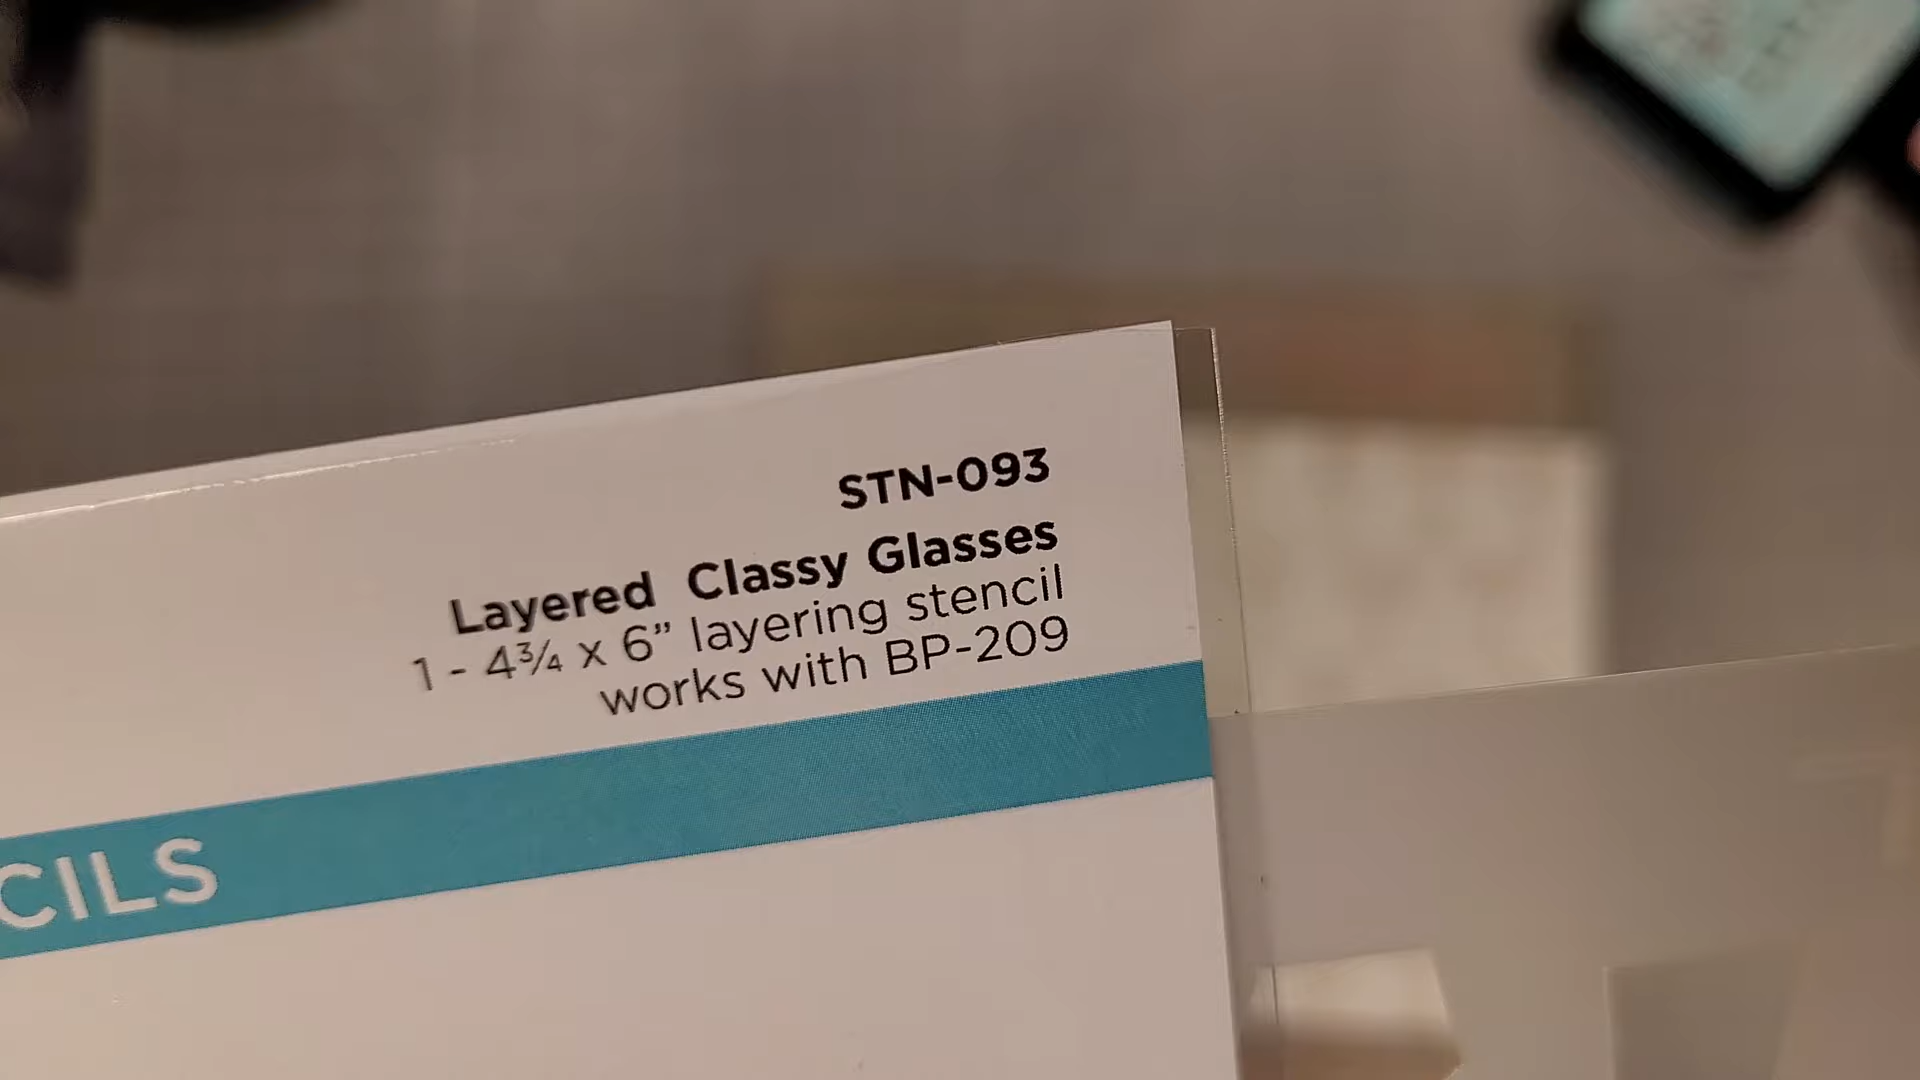 STN-093
Layered Classy Glasses
1 - 4¾ x 6” layering stencil
works with BP-209
CILS